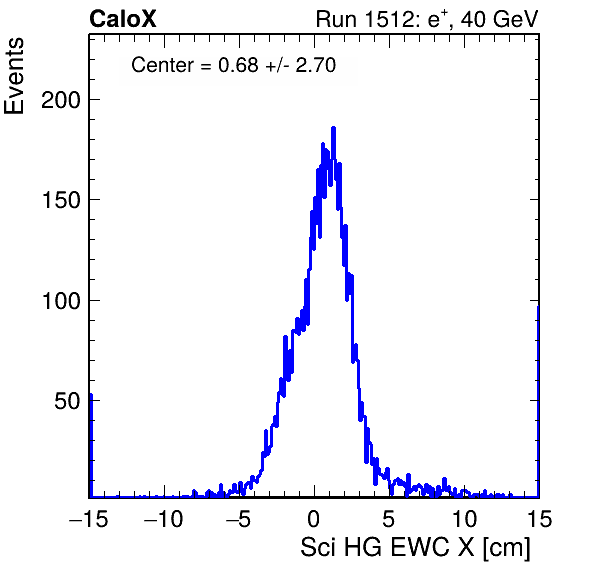 CaloX
Run 1512: e+, 40 GeV
Events
Center = 0.68 +/- 2.70
200
150
100
50
−15
−10
−5
0
5
10
15
Sci HG EWC X [cm]